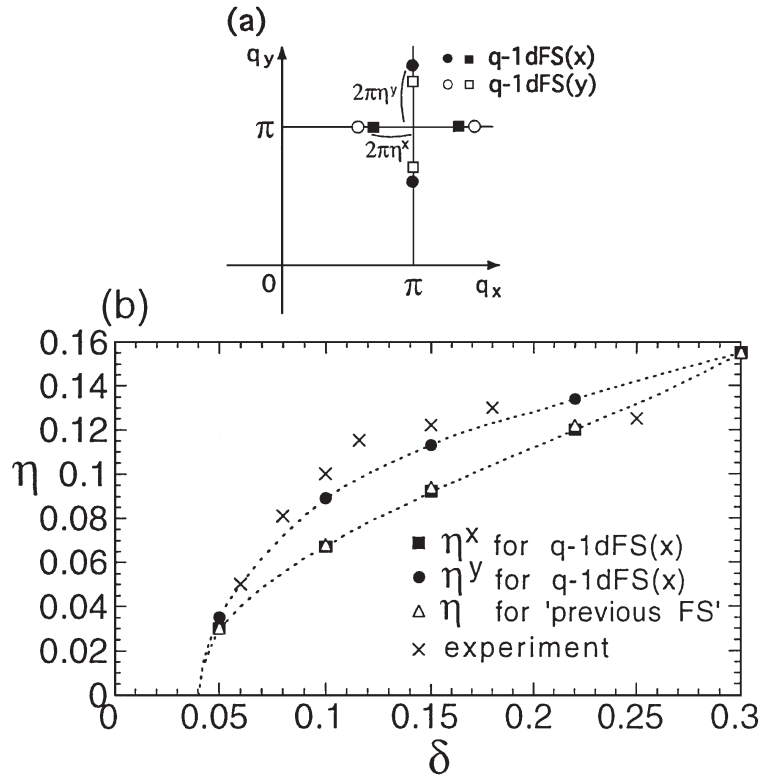 (a)
q_y
● ■ q-1dFS(x)
○ □ q-1dFS(y)
2πη^y
π
2πη^x
0
π
q_x
(b)
0.16
0.14
0.12
η 0.1
0.08
0.06
0.04
0.02
0
■ η^x for q-1dFS(x)
● η^y for q-1dFS(x)
△ η for 'previous FS'
× experiment
0 0.05 0.1 0.15 0.2 0.25 0.3
δ